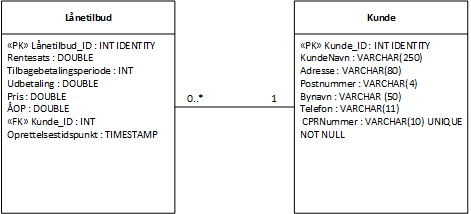 Lånetilbud
«PK» Lånetilbud_ID : INT IDENTITY
Rentesats : DOUBLE
Tilbagebetalingsperiode : INT
Udbetaling : DOUBLE
Pris : DOUBLE
ÅOP : DOUBLE
«FK» Kunde_ID : INT
Oprettelsestidspunkt : TIMESTAMP
0..*
1
Kunde
«PK» Kunde_ID : INT IDENTITY
KundeNavn : VARCHAR(250)
Adresse : VARCHAR(80)
Postnummer : VARCHAR(4)
Bynavn : VARCHAR (50)
Telefon : VARCHAR(11)
CPRNummer : VARCHAR(10) UNIQUE
NOT NULL